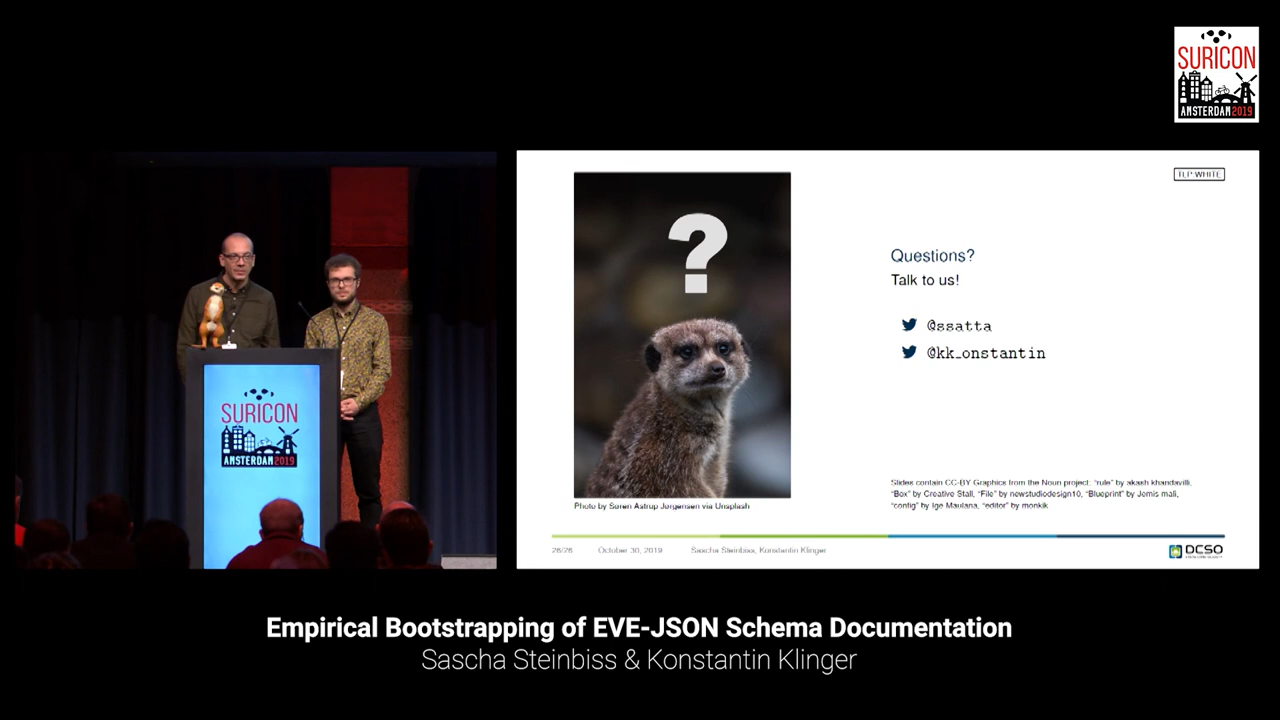 SURICON
AMSTERDAM2019
TLP:WHITE
?
Questions?
Talk to us!
@ssatta
@kk_onstantin
Slides contain CC-BY Graphics from the Noun project: "rule" by akash khandavilli,
"Box" by Creative Stall, "File" by newstudiodesign10, "Blueprint" by Jemis mali,
"config" by Ige Maulana, "editor" by monkik
Photo by Søren Astrup Jørgensen via Unsplash
26/26 October 30, 2019 Sascha Steinbiss, Konstantin Klinger
DCSO
SURICON
AMSTERDAM2019
Empirical Bootstrapping of EVE-JSON Schema Documentation
Sascha Steinbiss & Konstantin Klinger